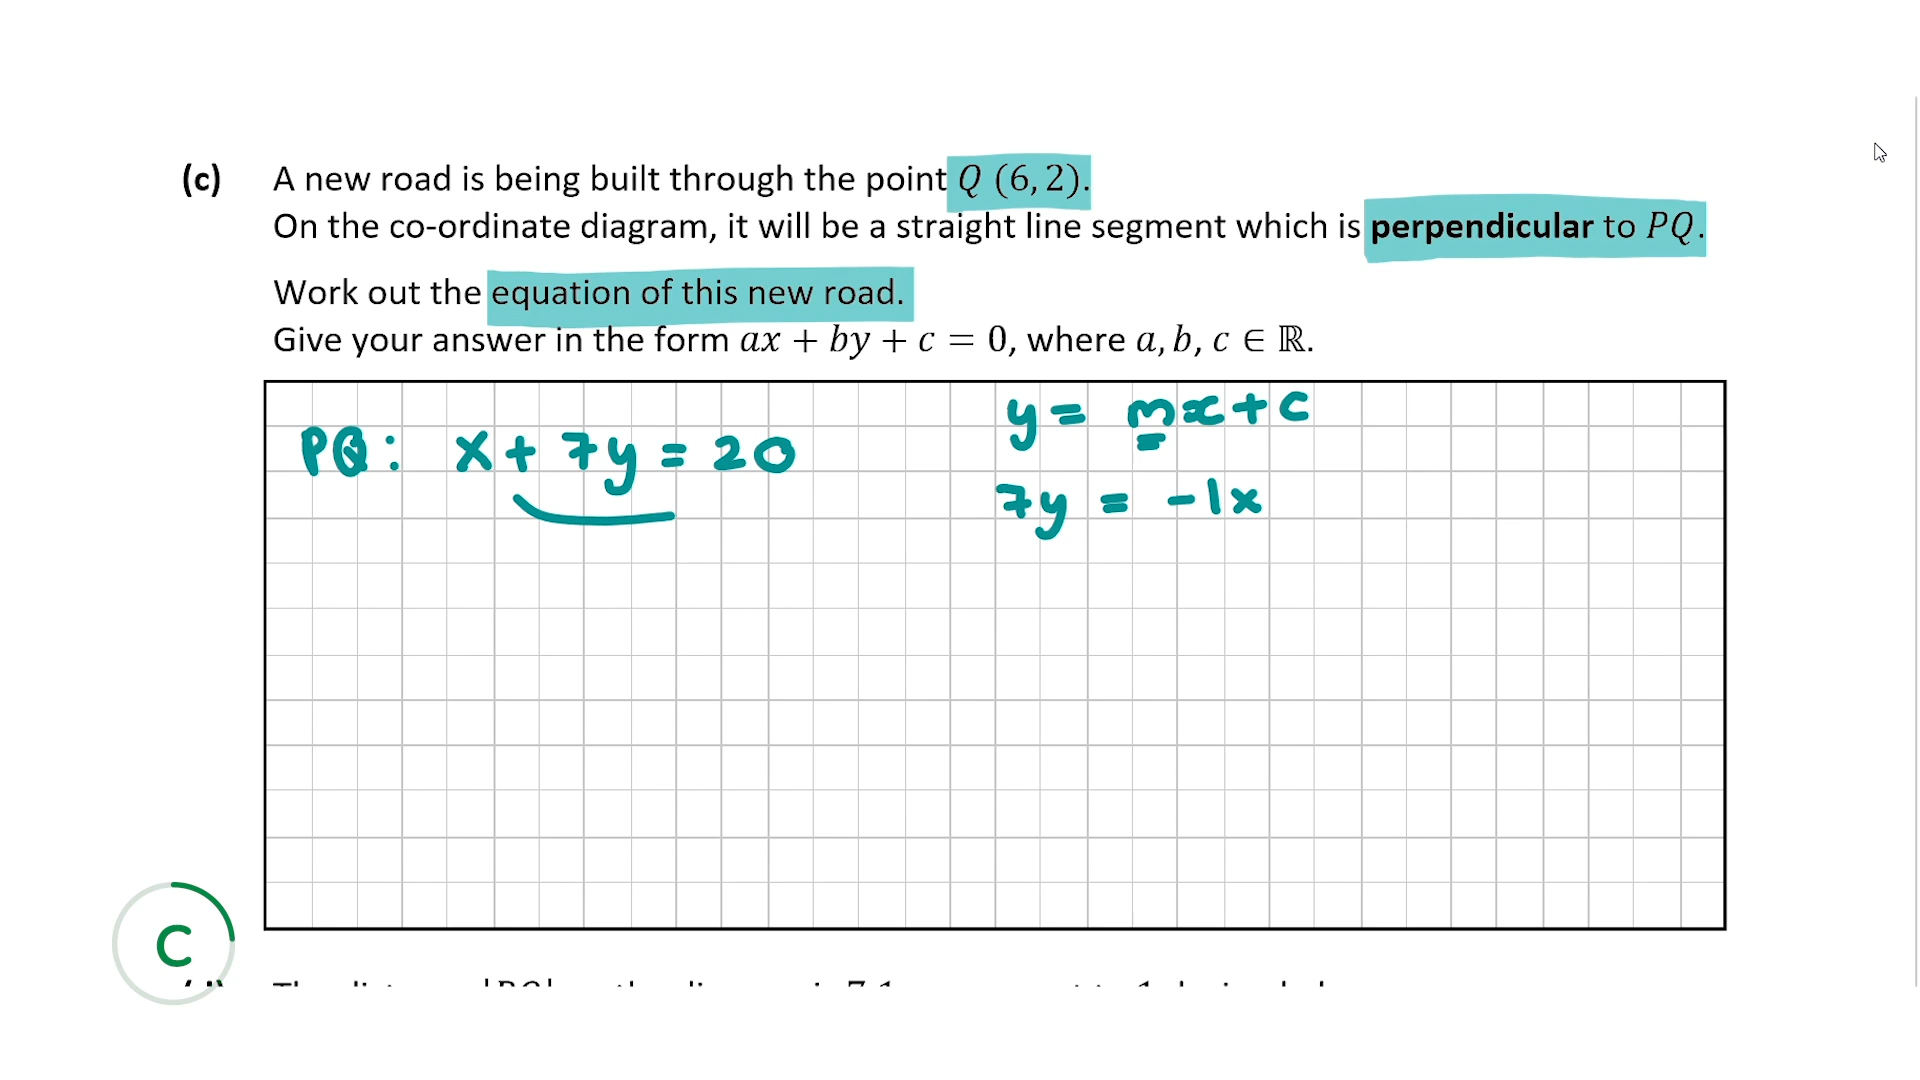 (c) A new road is being built through the point Q (6, 2).
On the co-ordinate diagram, it will be a straight line segment which is perpendicular to PQ.
Work out the equation of this new road.
Give your answer in the form ax + by + c = 0, where a, b, c ∈ ℝ.
y = mx + c
PQ: x + 7y = 20
7y = -1x
C